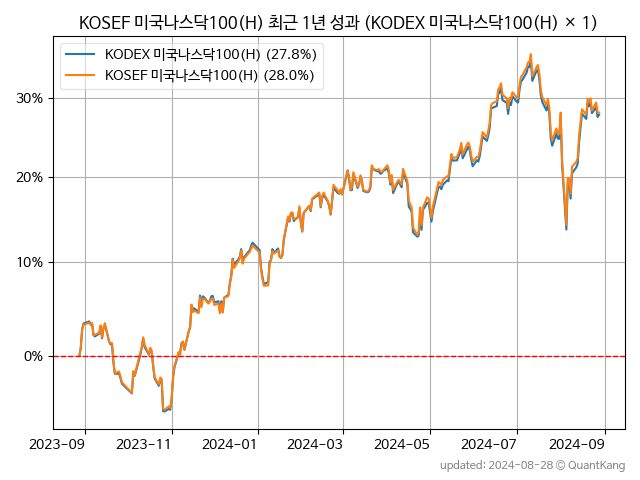 KOSEF 미국나스닥100(H) 최근 1년 성과 (KODEX 미국나스닥100(H) × 1)
KODEX 미국나스닥100(H) (27.8%)
KOSEF 미국나스닥100(H) (28.0%)
30%
20%
10%
0%
2023-09 2023-11 2024-01 2024-03 2024-05 2024-07 2024-09
updated: 2024-08-28 © QuantKang